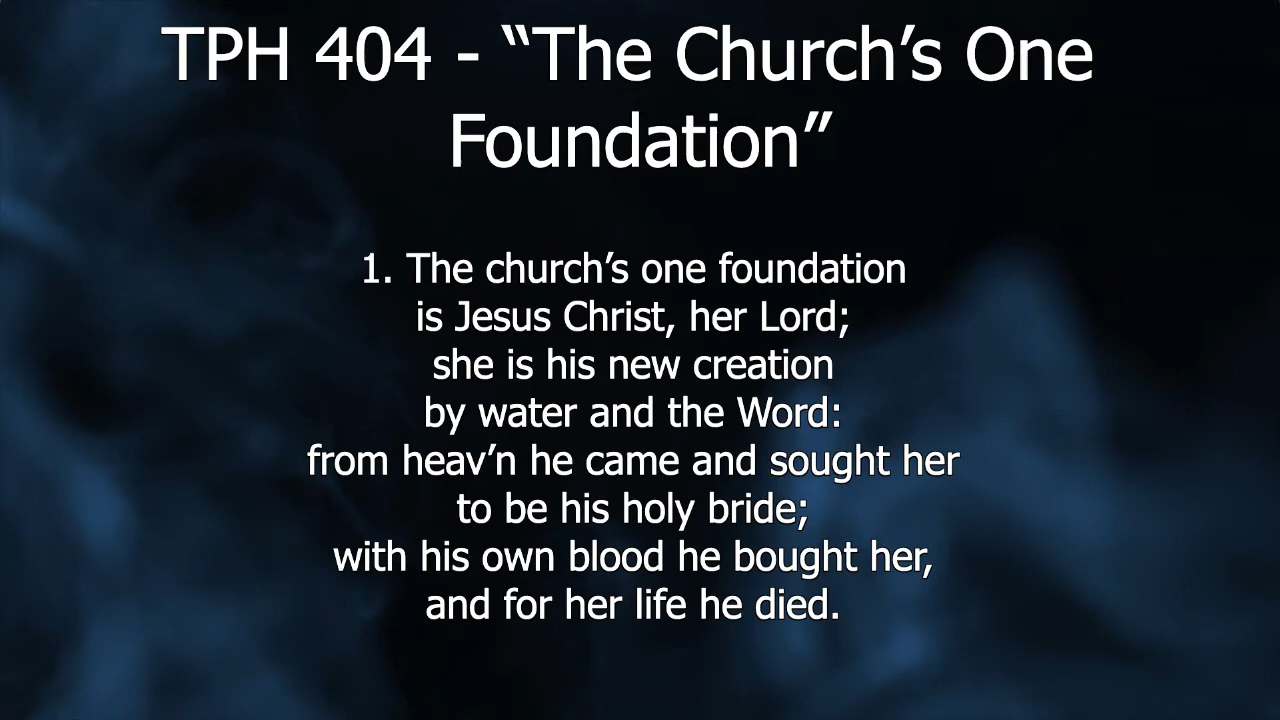 TPH 404 - “The Church’s One
Foundation”
1. The church’s one foundation
is Jesus Christ, her Lord;
she is his new creation
by water and the Word:
from heav’n he came and sought her
to be his holy bride;
with his own blood he bought her,
and for her life he died.